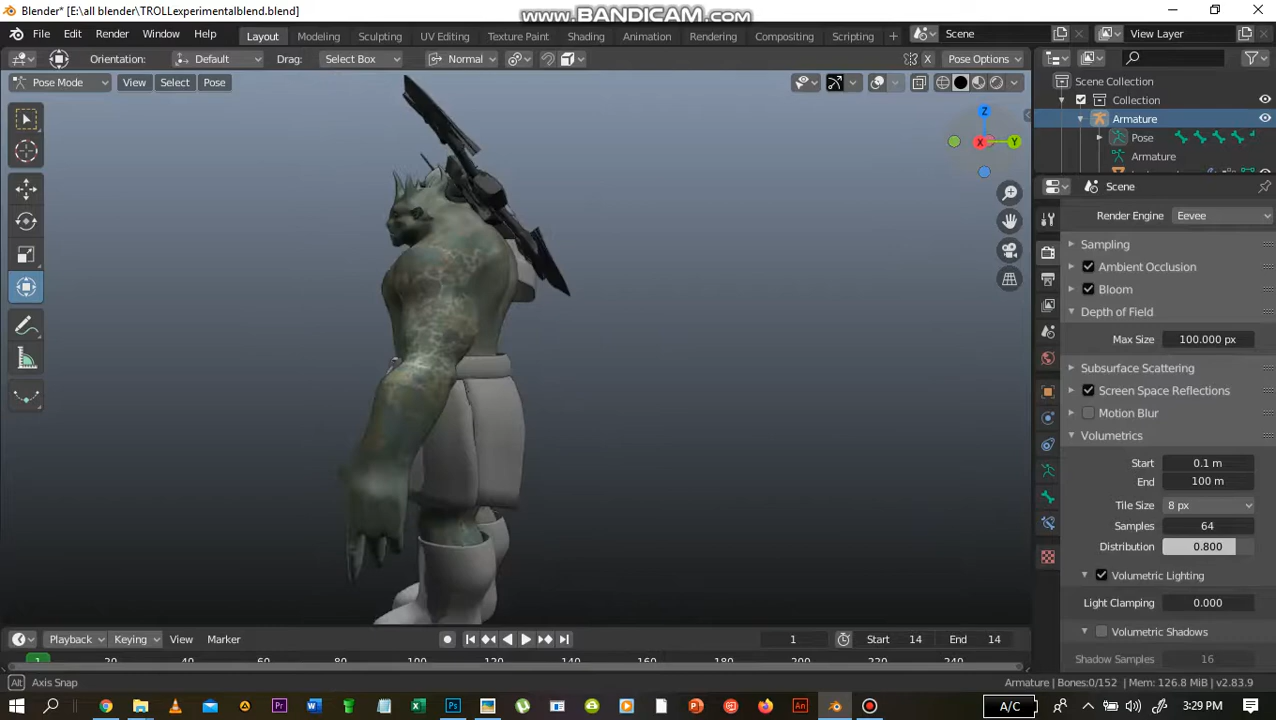 Blender* [E:\all blender\TROLLexperimentalblend.blend]
www.BANDICAM.com
File Edit Render Window Help
Layout Modeling Sculpting UV Editing Texture Paint Shading Animation Rendering Compositing Scripting +
Scene
View Layer
Orientation: Default Drag: Select Box Normal X Pose Options
Pose Mode View Select Pose
Z
X
Y
Scene Collection
Collection
Armature
Pose
Armature
Scene
Render Engine Eevee
Sampling
Ambient Occlusion
Bloom
Depth of Field
Max Size 100.000 px
Subsurface Scattering
Screen Space Reflections
Motion Blur
Volumetrics
Start 0.1 m
End 100 m
Tile Size 8 px
Samples 64
Distribution 0.800
Volumetric Lighting
Light Clamping 0.000
Volumetric Shadows
Shadow Samples 16
Playback Keying View Marker
1 Start 14 End 14
1 20 40 60 80 100 120 140 160 180 200 220 240
Alt Axis Snap
Armature | Bones:0/152 | Mem: 126.8 MiB | v2.83.9
Pr
Ps
An
A/C
3:29 PM